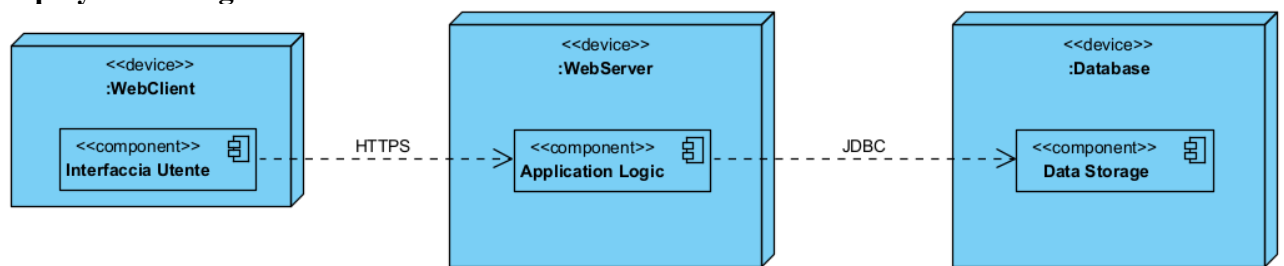 <<device>>
:WebClient
<<component>>
Interfaccia Utente
HTTPS
<<device>>
:WebServer
<<component>>
Application Logic
JDBC
<<device>>
:Database
<<component>>
Data Storage